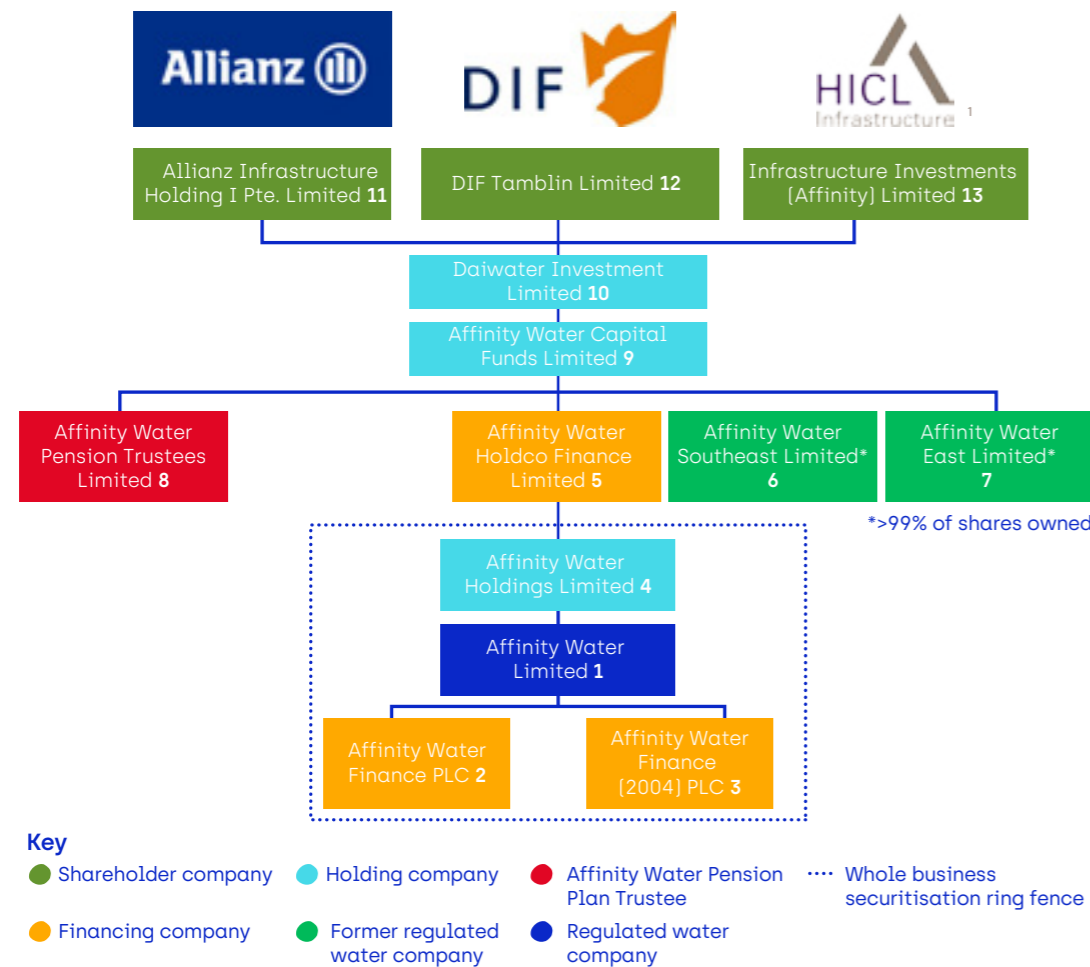 Allianz
DIF
HICL
Infrastructure
1
Allianz Infrastructure
Holding I Pte. Limited 11
DIF Tamblin Limited 12
Infrastructure Investments
(Affinity) Limited 13
Daiwater Investment
Limited 10
Affinity Water Capital
Funds Limited 9
Affinity Water
Pension Trustees
Limited 8
Affinity Water
Holdco Finance
Limited 5
Affinity Water
Southeast Limited*
6
Affinity Water
East Limited*
7
*>99% of shares owned
Affinity Water
Holdings Limited 4
Affinity Water
Limited 1
Affinity Water
Finance PLC 2
Affinity Water
Finance
(2004) PLC 3
Key
Shareholder company
Holding company
Affinity Water Pension
Plan Trustee
Whole business
securitisation ring fence
Financing company
Former regulated
water company
Regulated water
company